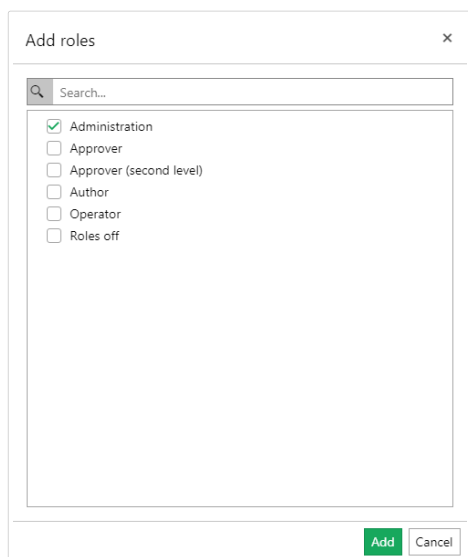 Add roles
Search...
Administration
Approver
Approver (second level)
Author
Operator
Roles off
Add Cancel